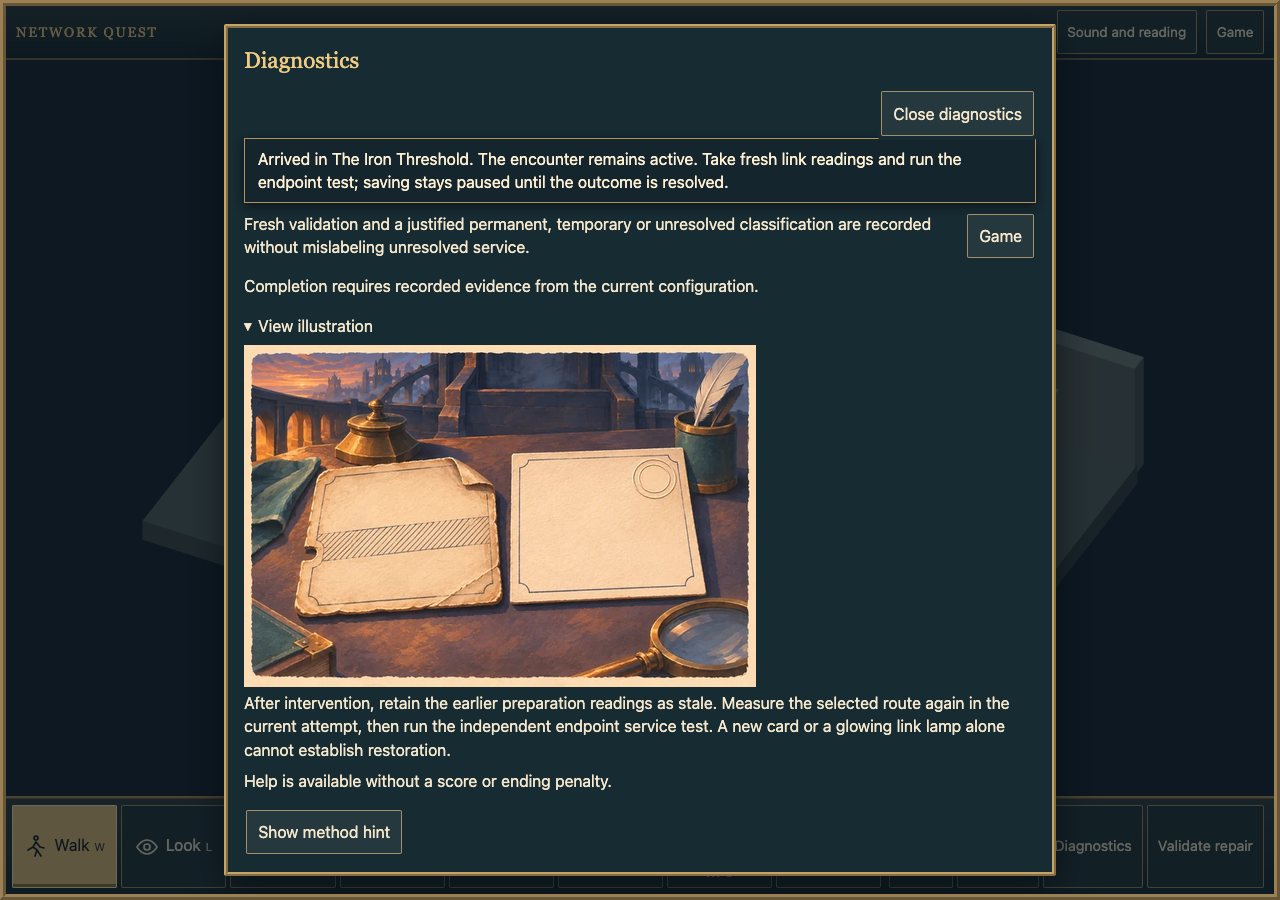 NETWORK QUEST
Sound and reading
Game
Diagnostics
Close diagnostics
Arrived in The Iron Threshold. The encounter remains active. Take fresh link readings and run the
endpoint test; saving stays paused until the outcome is resolved.
Fresh validation and a justified permanent, temporary or unresolved classification are recorded
without mislabeling unresolved service.
Game
Completion requires recorded evidence from the current configuration.
▼ View illustration
After intervention, retain the earlier preparation readings as stale. Measure the selected route again in the
current attempt, then run the independent endpoint service test. A new card or a glowing link lamp alone
cannot establish restoration.
Help is available without a score or ending penalty.
Show method hint
Walk W
Look L
Diagnostics
Validate repair